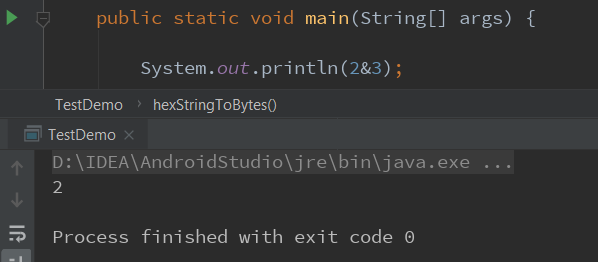 public static void main(String[] args) {
System.out.println(2&3);
TestDemo › hexStringToBytes()
TestDemo ×
D:\IDEA\AndroidStudio\jre\bin\java.exe ...
2
Process finished with exit code 0